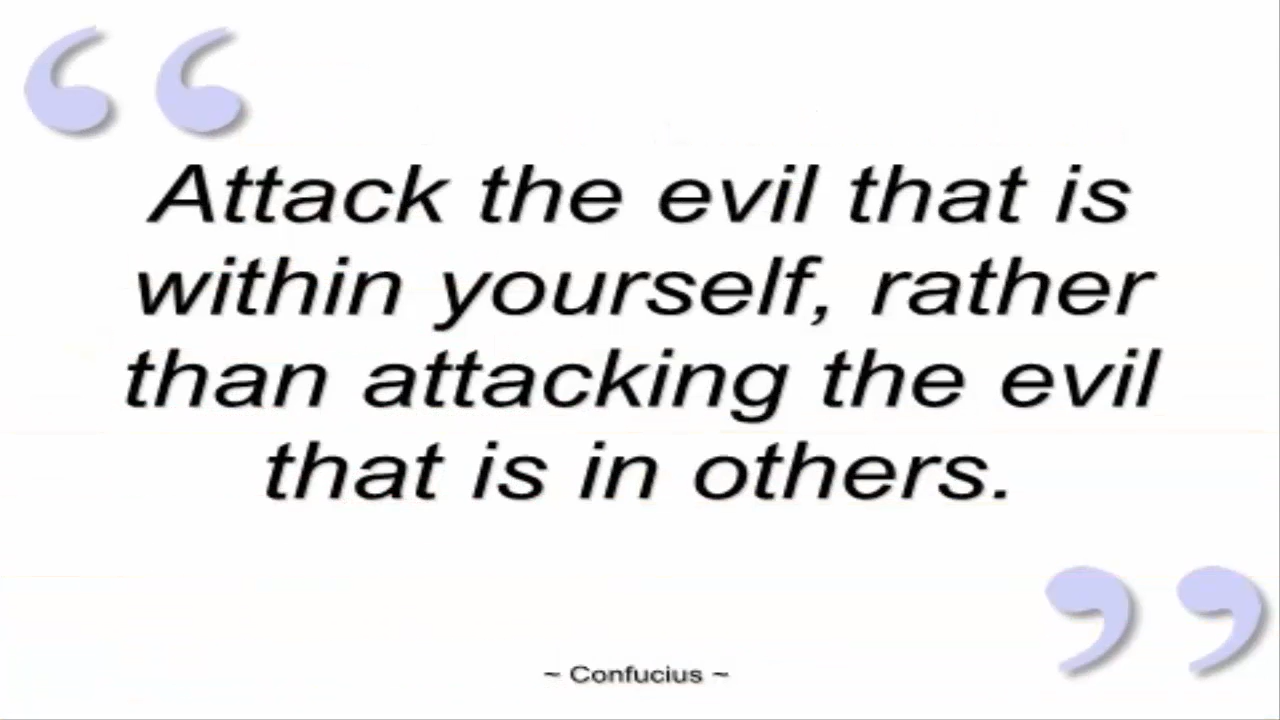 “
Attack the evil that is
within yourself, rather
than attacking the evil
that is in others.
”
~ Confucius ~